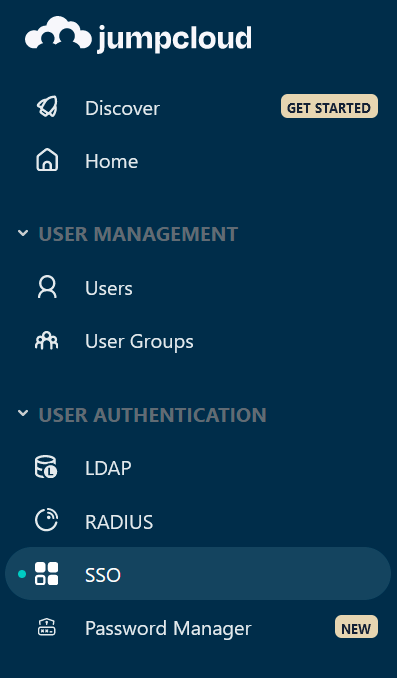 jumpcloud
Discover GET STARTED
Home
USER MANAGEMENT
Users
User Groups
USER AUTHENTICATION
LDAP
RADIUS
SSO
Password Manager NEW